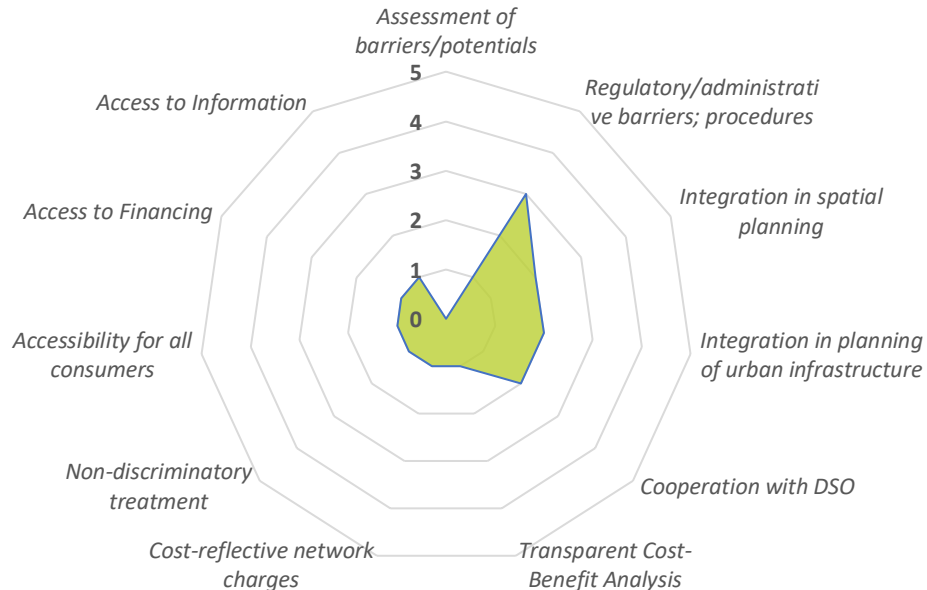 Assessment of
barriers/potentials
5
Regulatory/administrati
ve barriers; procedures
Access to Information
4
3
Integration in spatial
planning
Access to Financing
2
1
0
Integration in planning
of urban infrastructure
Accessibility for all
consumers
Cooperation with DSO
Non-discriminatory
treatment
Transparent Cost-
Benefit Analysis
Cost-reflective network
charges